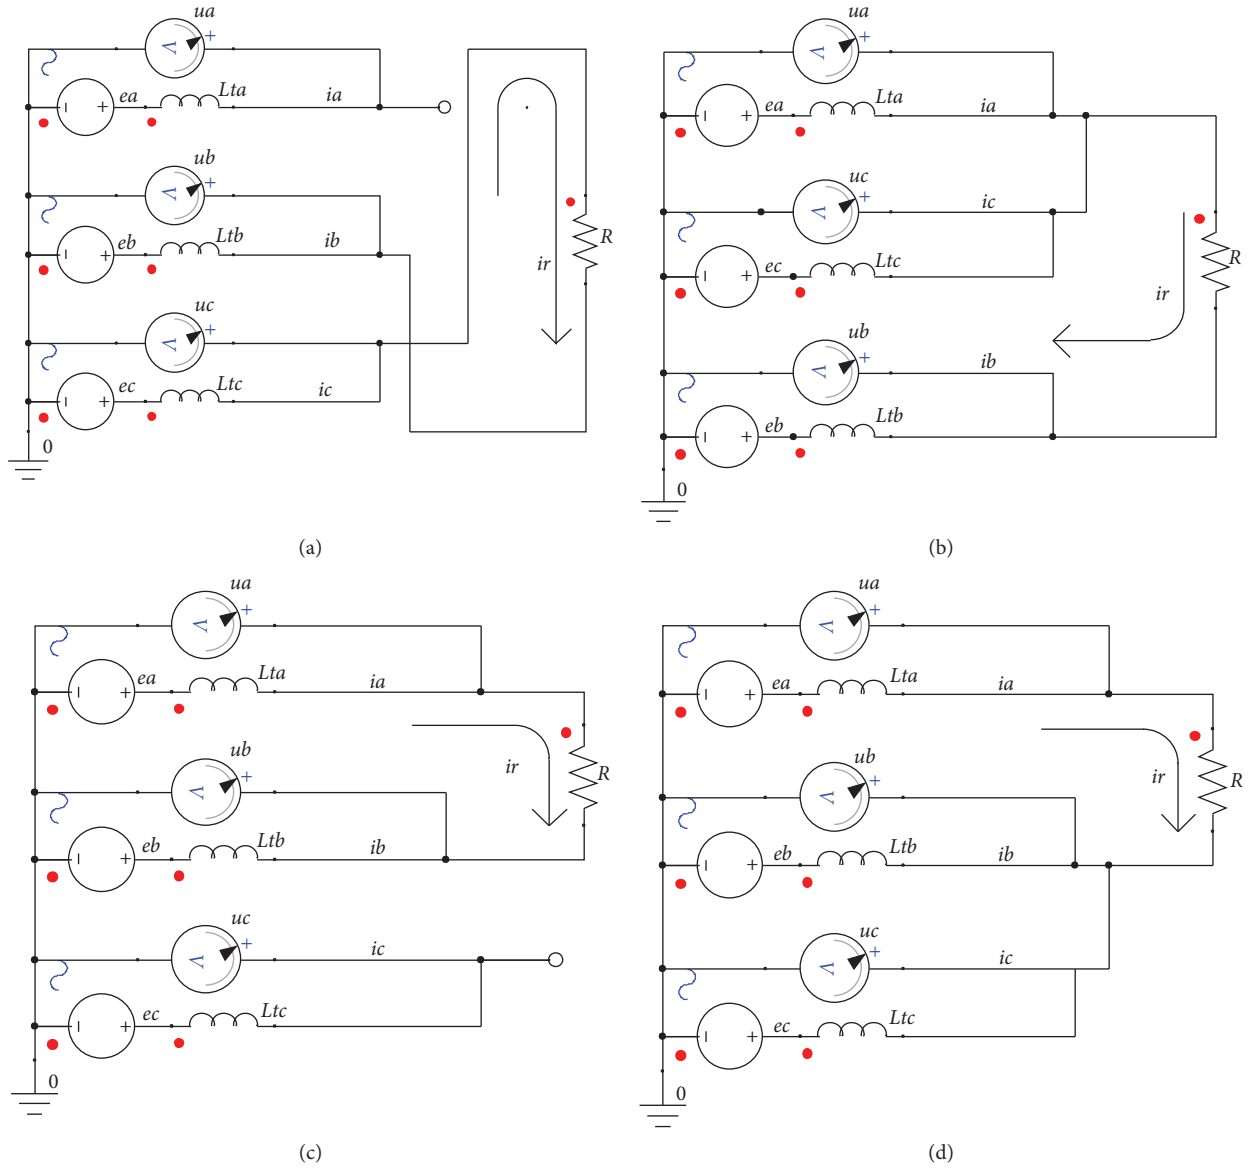 ua
+
V
ea
Lta
ia
− +
ub
+
V
eb
Ltb
ib
− +
ir
R
uc
+
V
ec
Ltc
ic
− +
0
(a)
ua
+
V
ea
Lta
ia
− +
uc
+
V
ic
ec
Ltc
− +
ir
R
ub
+
V
ib
eb
Ltb
− +
0
(b)
ua
+
V
ea
Lta
ia
− +
ub
+
V
ir
R
eb
Ltb
ib
− +
uc
+
V
ic
ec
Ltc
− +
0
(c)
ua
+
V
ea
Lta
ia
− +
ub
+
V
ir
R
eb
Ltb
ib
− +
uc
+
V
ic
ec
Ltc
− +
0
(d)